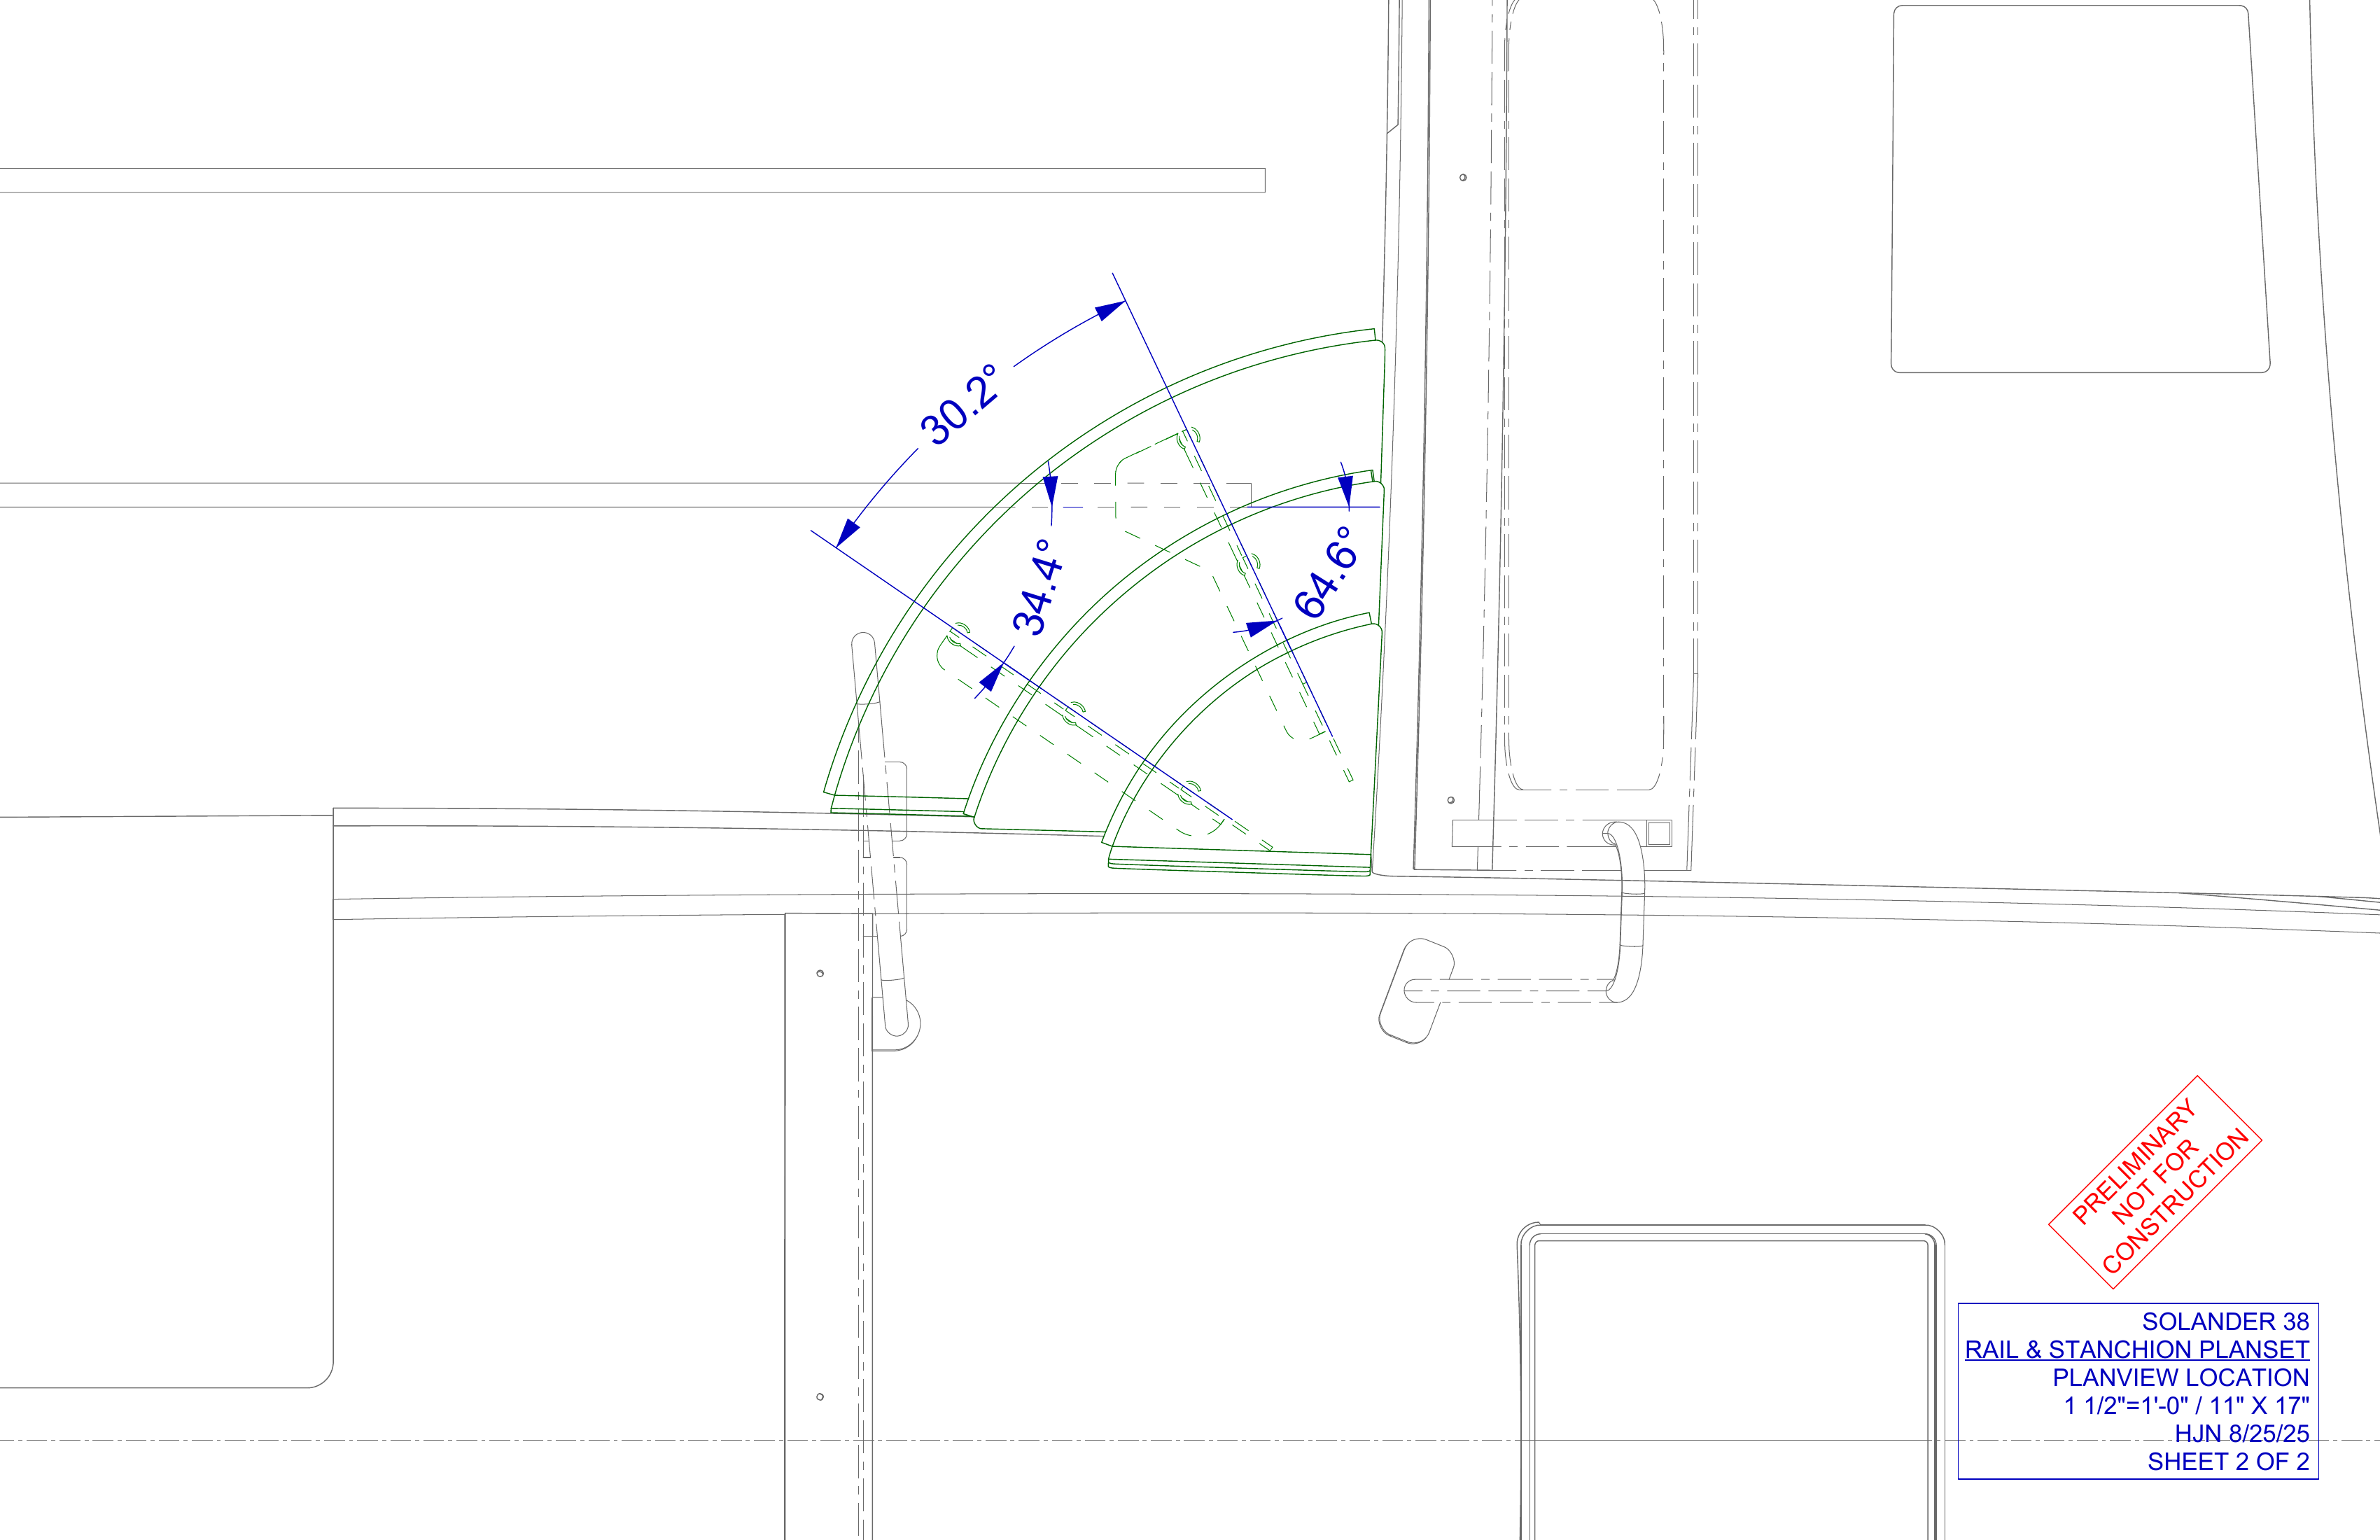 30.2°
34.4°
64.6°
PRELIMINARY
NOT FOR
CONSTRUCTION
SOLANDER 38
RAIL & STANCHION PLANSET
PLANVIEW LOCATION
1 1/2"=1'-0" / 11" X 17"
HJN 8/25/25
SHEET 2 OF 2